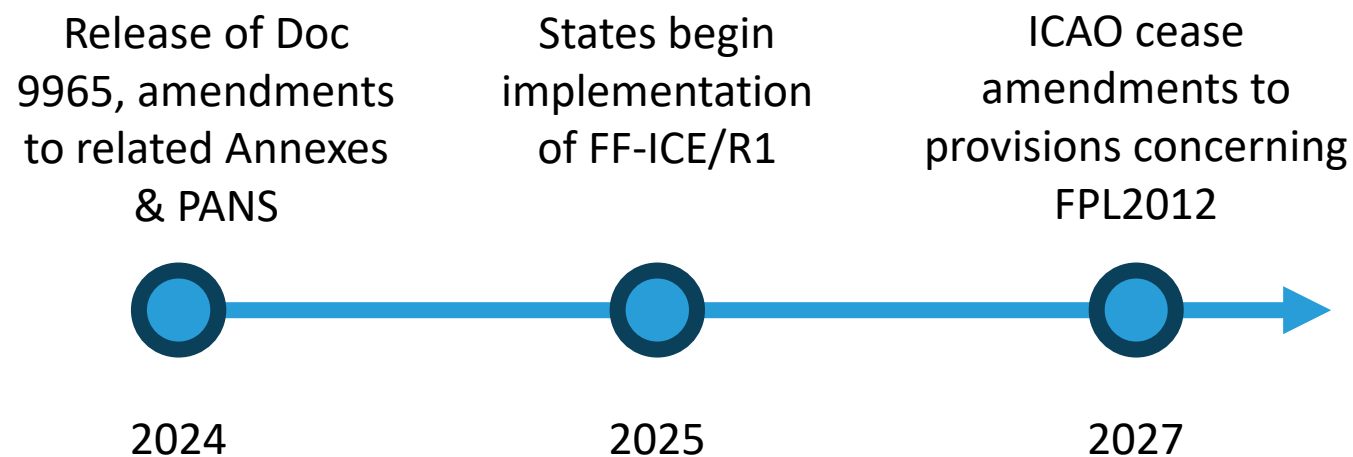 Release of Doc
9965, amendments
to related Annexes
& PANS
States begin
implementation
of FF-ICE/R1
ICAO cease
amendments to
provisions concerning
FPL2012
2024
2025
2027